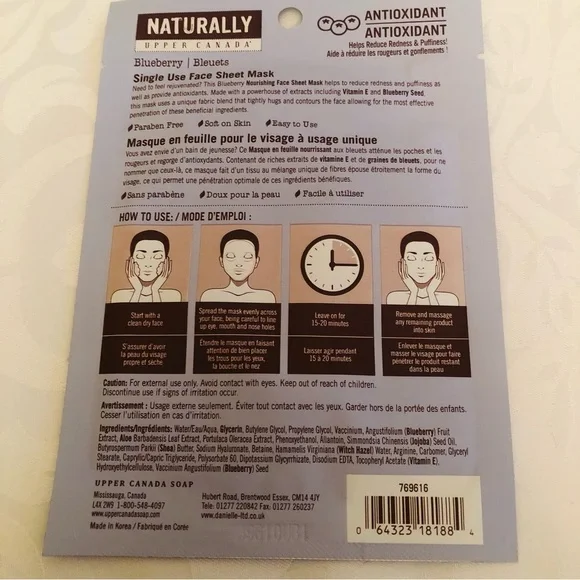 NATURALLY
UPPER CANADA®
ANTIOXIDANT
ANTIOXIDANT
Helps Reduce Redness & Puffiness!
Aide à réduire les rougeurs et gonflements !
Blueberry | Bleuets
Single Use Face Sheet Mask
Need to feel rejuvenated? This Blueberry Nourishing Face Sheet Mask helps to reduce redness and puffiness as
well as provide antioxidants. Made with a powerhouse of extracts including Vitamin E and Blueberry Seed,
this mask uses a unique fabric blend that tightly hugs and contours the face allowing for the most effective
penetration of these beneficial ingredients.
Paraben Free Soft on Skin Easy to Use
Masque en feuille pour le visage à usage unique
Vous avez envie d'un bain de jeunesse? Ce Masque en feuille nourrissant aux bleuets atténue les poches et les
rougeurs et regorge d'antioxydants. Contenant de riches extraits de vitamine E et de graines de bleuets, pour ne
nommer que ceux-là, ce masque fait d'un tissu au mélange unique de fibres épouse étroitement la forme du
visage, ce qui permet une pénétration optimale de ces ingrédients bénéfiques.
Sans parabène Doux pour la peau Facile à utiliser
HOW TO USE: / MODE D'EMPLOI :
Start with a
clean dry face
S'assurer d'avor
la peau du visage
propre et sèche
Spread the mask evenly across
your face, being careful to line
up eye, mouth and nose holes
Étendre le masque en faisant
attention de bien placer
les trous pour les yeux,
la bouche et le nez
Leave on for
15-20 minutes
Laisser agir pendant
15 à 20 minutes
Remove and massage
any remaining product
into skin
Enlever le masque et
masser le visage pour faire
pénétrer le produit restant
dans la peau
Caution: For external use only. Avoid contact with eyes. Keep out of reach of children.
Discontinue use if signs of irritation occur.
Avertissement : Usage externe seulement. Éviter tout contact avec les yeux. Garder hors de la portée des enfants.
Cesser l'utilisation en cas d'irritation.
Ingredients/Ingrédients: Water/Eau/Aqua, Glycerin, Butylene Glycol, Propylene Glycol, Vaccinium, Angustifolium (Blueberry) Fruit
Extract, Aloe Barbadensis Leaf Extract, Portulaca Oleracea Extract, Phenoxyethanol, Allantoin, Simmondsia Chinensis (Jojoba) Seed Oil,
Butyrospermum Parkii (Shea) Butter, Sodium Hyaluronate, Betaine, Hamamelis Virginiana (Witch Hazel) Water, Arginine, Carbomer, Glyceryl
Stearate, Caprylic/Capric Triglyceride, Polysorbate 60, Dipotassium Glycyrrhizate, Disodium EDTA, Tocopheryl Acetate (Vitamin E),
Hydroxyethylcellulose, Vaccinium Angustifolium (Blueberry) Seed
UPPER CANADA SOAP
Mississauga, Canada
L4X 2W9 1-800-548-4097
www.uppercanadasoap.com
Made in Korea / Fabriqué en Corée
Hubert Road, Brentwood Essex, CM14 4JY
Tele: 01277 220842 Fax: 01277 260237
www.danielle-ltd.co.uk
769616
0 64323 18188 4